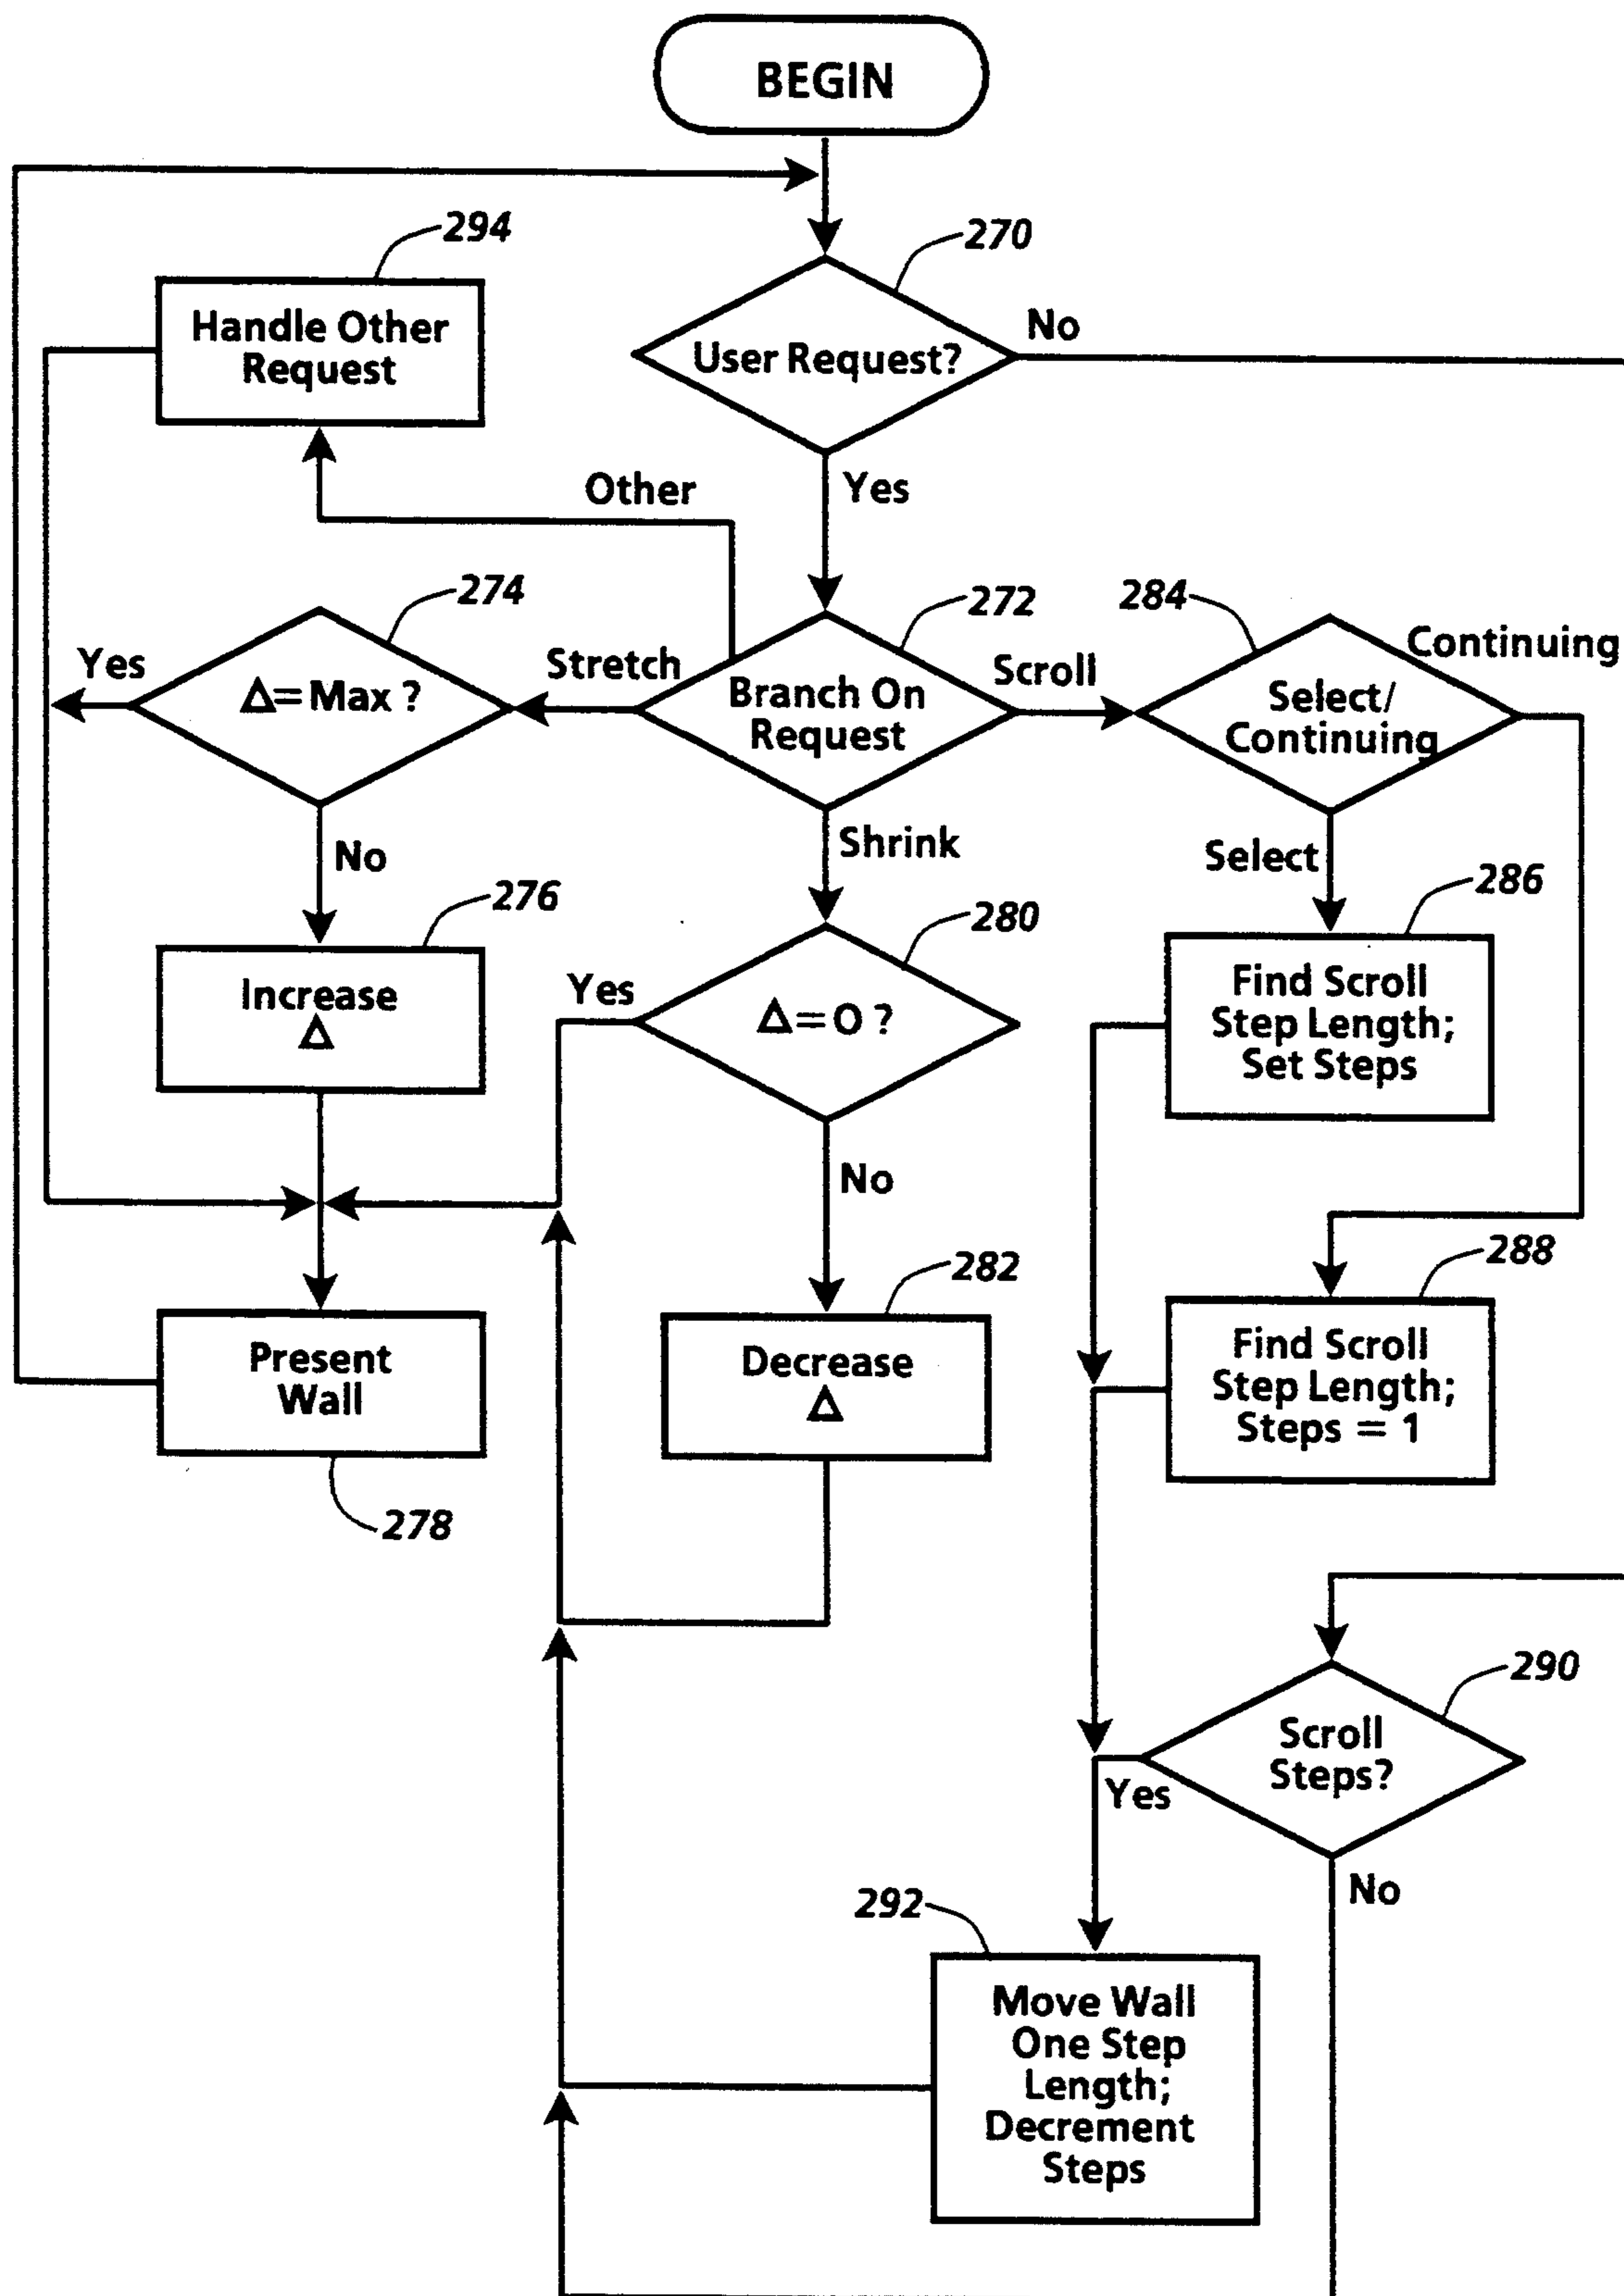 BEGIN
294
270
Handle Other
Request
User Request?
No
Other
Yes
274
272
284
Yes
Δ=Max ?
Stretch
Branch On
Request
Scroll
Select/
Continuing
Continuing
No
Shrink
Select
276
280
286
Increase
Δ
Yes
Δ=O ?
Find Scroll
Step Length;
Set Steps
No
282
288
Present
Wall
278
Decrease
Δ
Find Scroll
Step Length;
Steps = 1
290
Scroll
Steps?
Yes
No
292
Move Wall
One Step
Length;
Decrement
Steps